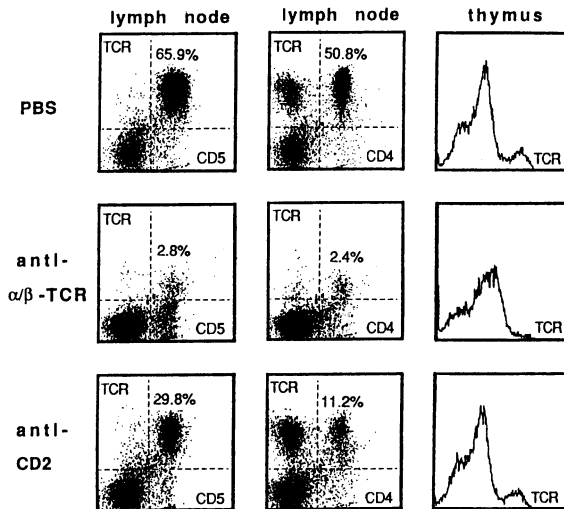 lymph node lymph node thymus
PBS
TCR 65.9% CD5
TCR 50.8% CD4
TCR
anti-
α/β -TCR
TCR 2.8% CD5
TCR 2.4% CD4
TCR
anti-
CD2
TCR 29.8% CD5
TCR 11.2% CD4
TCR